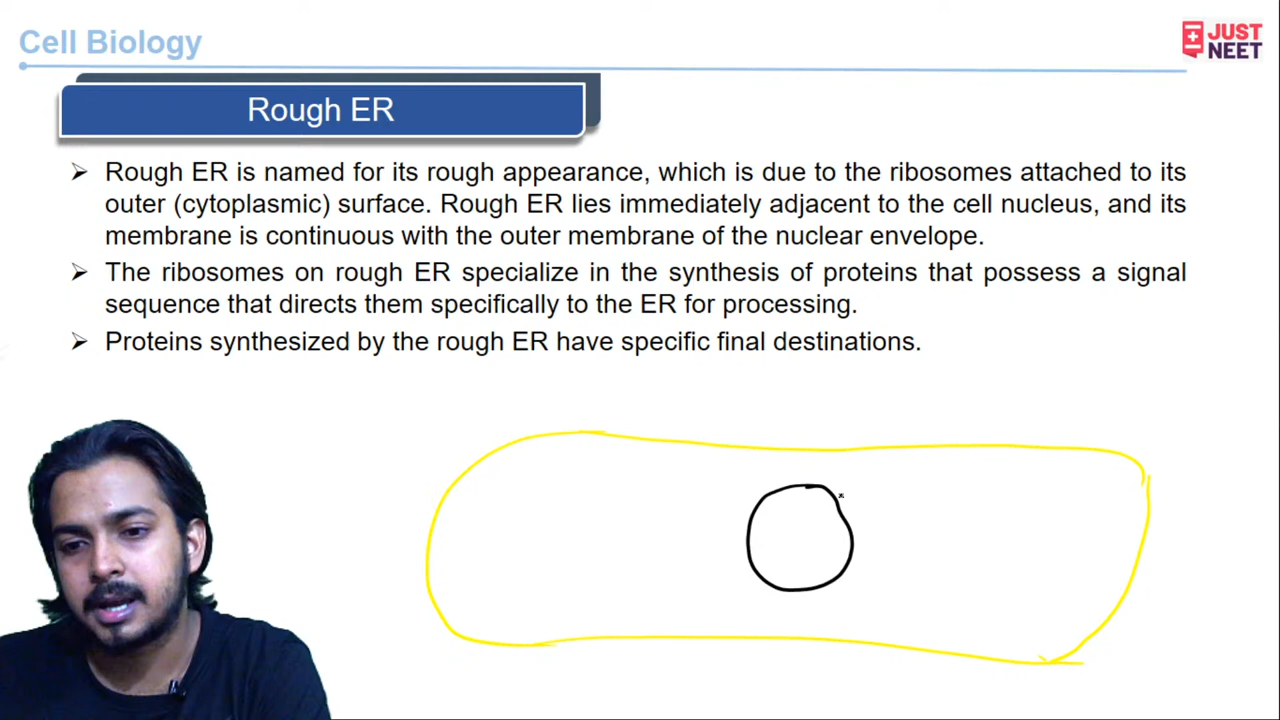 Cell Biology
JUST
NEET
Rough ER
Rough ER is named for its rough appearance, which is due to the ribosomes attached to its
outer (cytoplasmic) surface. Rough ER lies immediately adjacent to the cell nucleus, and its
membrane is continuous with the outer membrane of the nuclear envelope.
The ribosomes on rough ER specialize in the synthesis of proteins that possess a signal
sequence that directs them specifically to the ER for processing.
Proteins synthesized by the rough ER have specific final destinations.